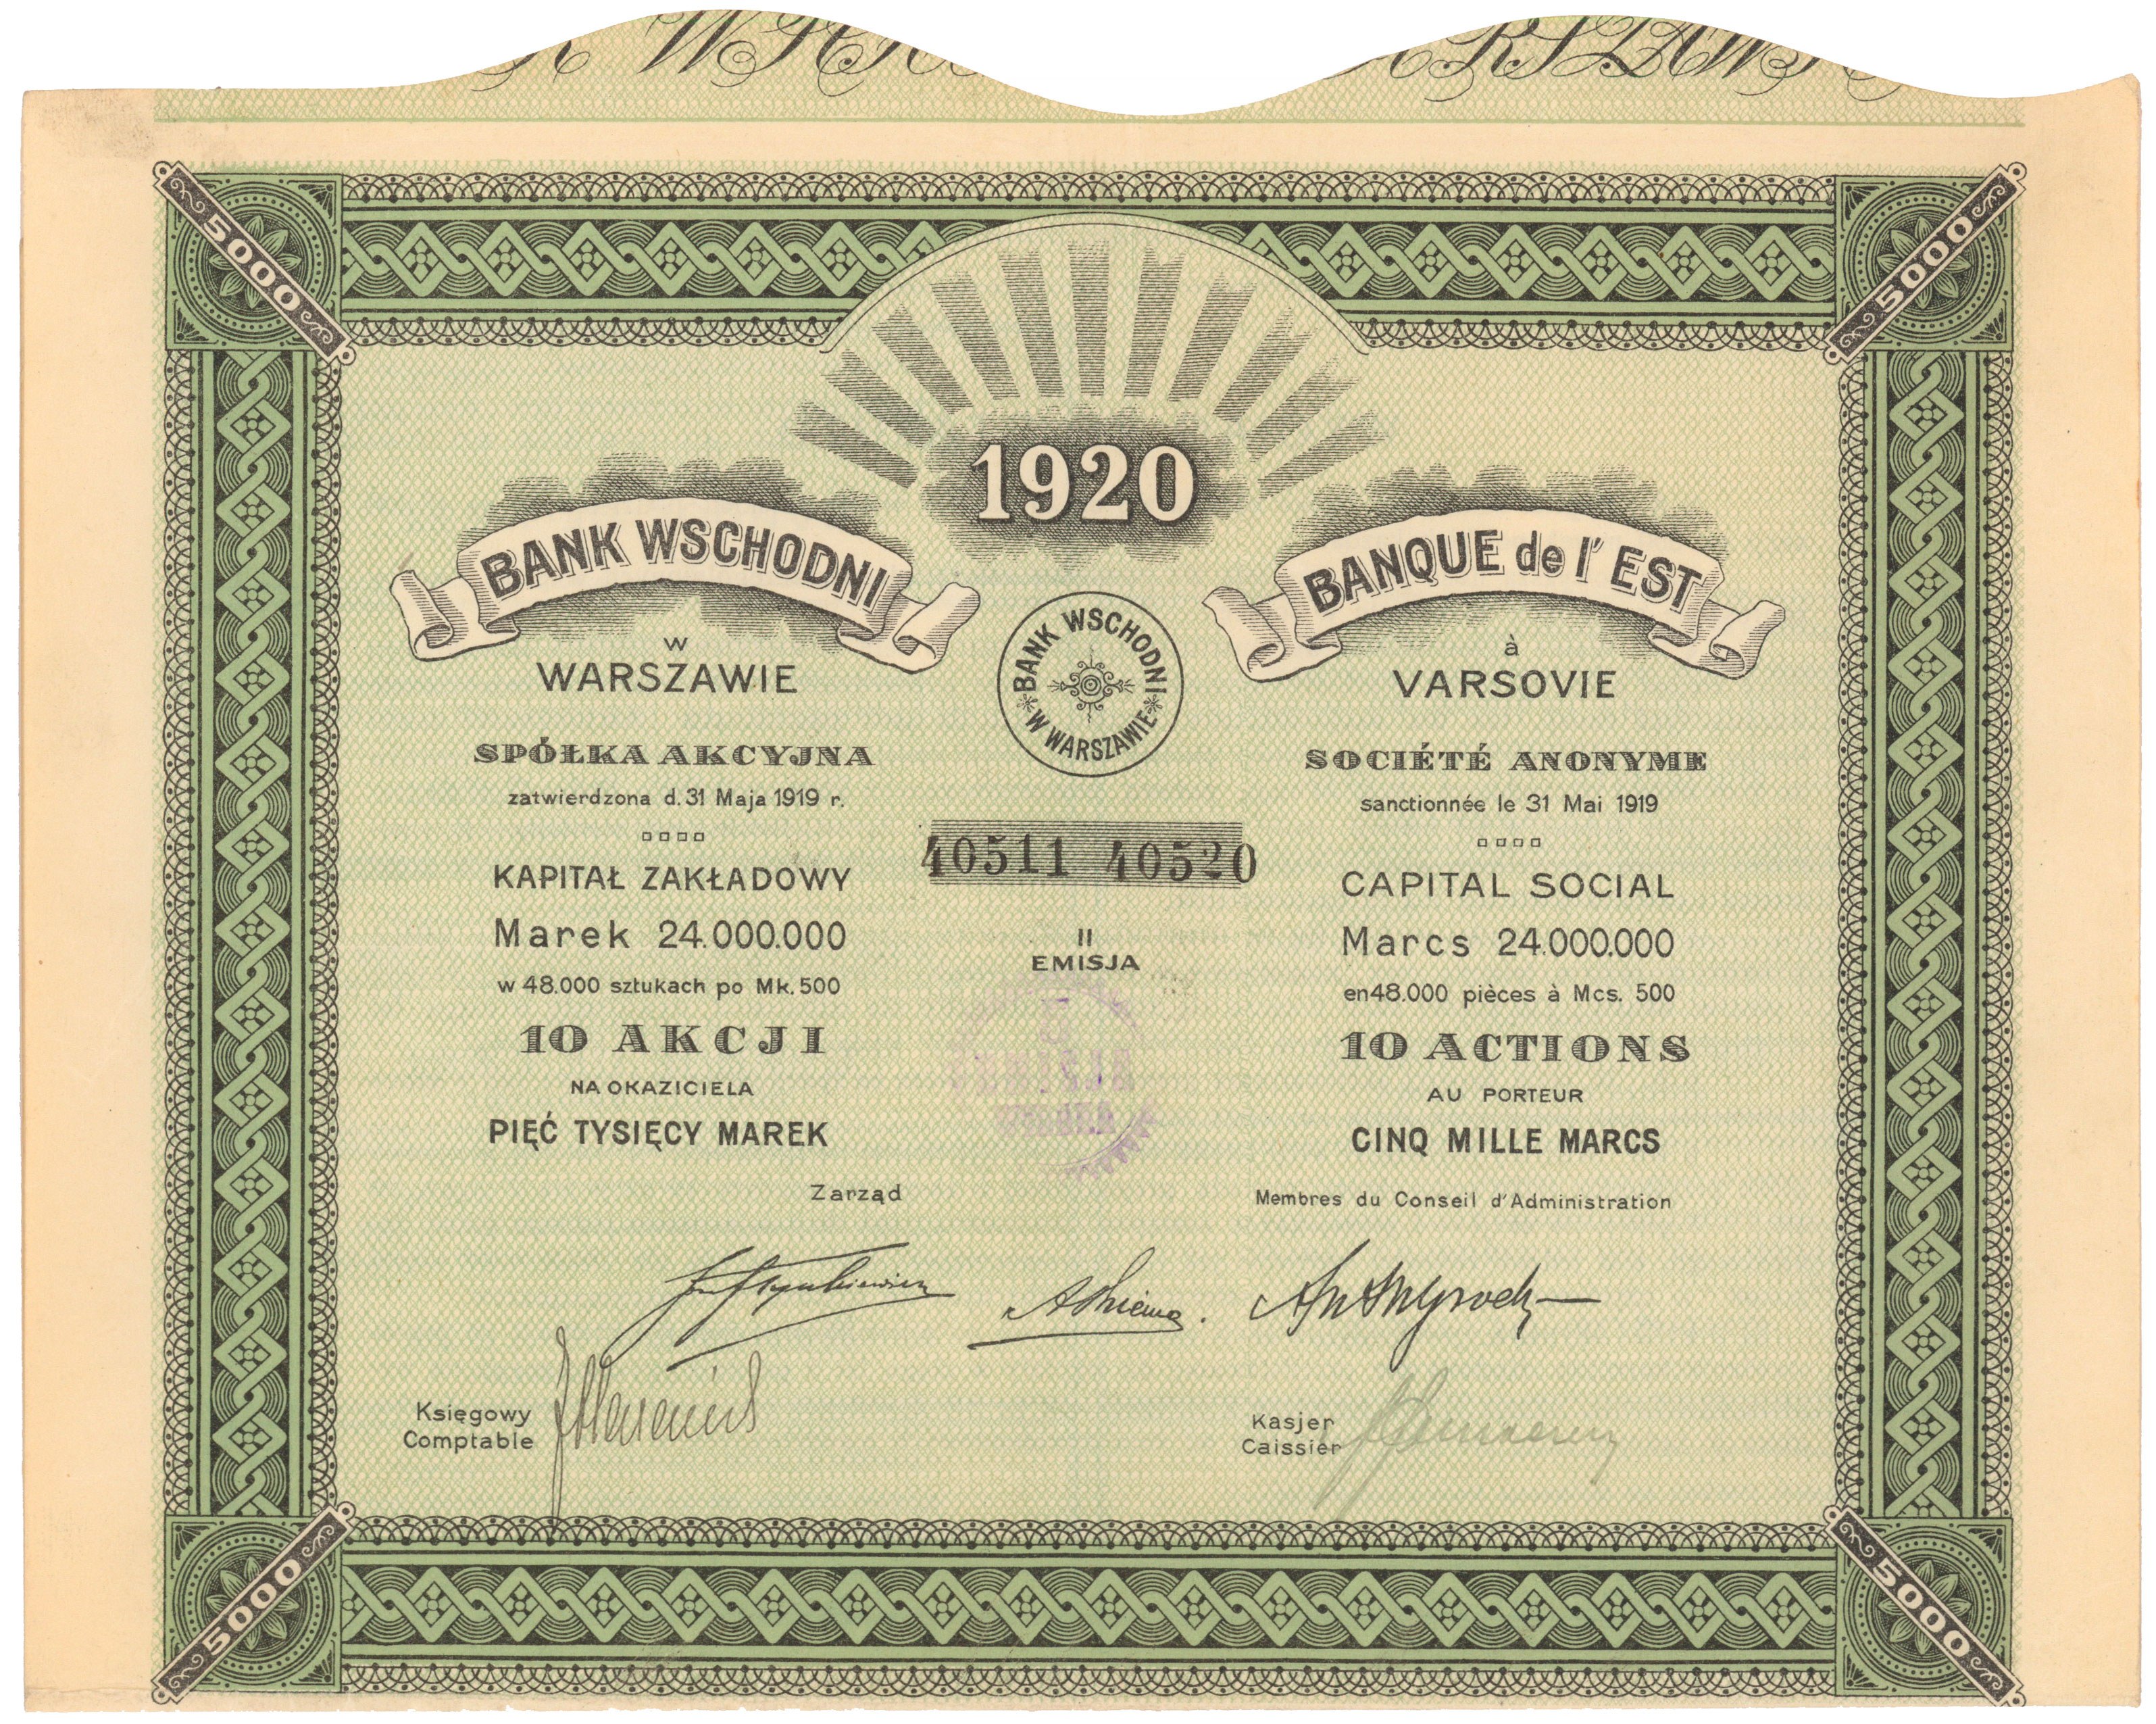 5000
5000
1920
BANK WSCHODNI
w
WARSZAWIE
SPÓŁKA AKCYJNA
zatwierdzona d. 31 Maja 1919 r.
KAPITAŁ ZAKŁADOWY
Marek 24.000.000
w 48.000 sztukach po Mk. 500
10 AKCJI
NA OKAZICIELA
PIĘĆ TYSIĘCY MAREK
Zarząd
BANK WSCHODNI
W WARSZAWIE
40511 40520
II
EMISJA
BANQUE de l' EST
à
VARSOVIE
SOCIÉTÉ ANONYME
sanctionnée le 31 Mai 1919
CAPITAL SOCIAL
Marcs 24.000.000
en 48.000 pièces à Mcs. 500
10 ACTIONS
AU PORTEUR
CINQ MILLE MARCS
Membres du Conseil d'Administration
Księgowy
Comptable
Kasjer
Caissier
5000
5000